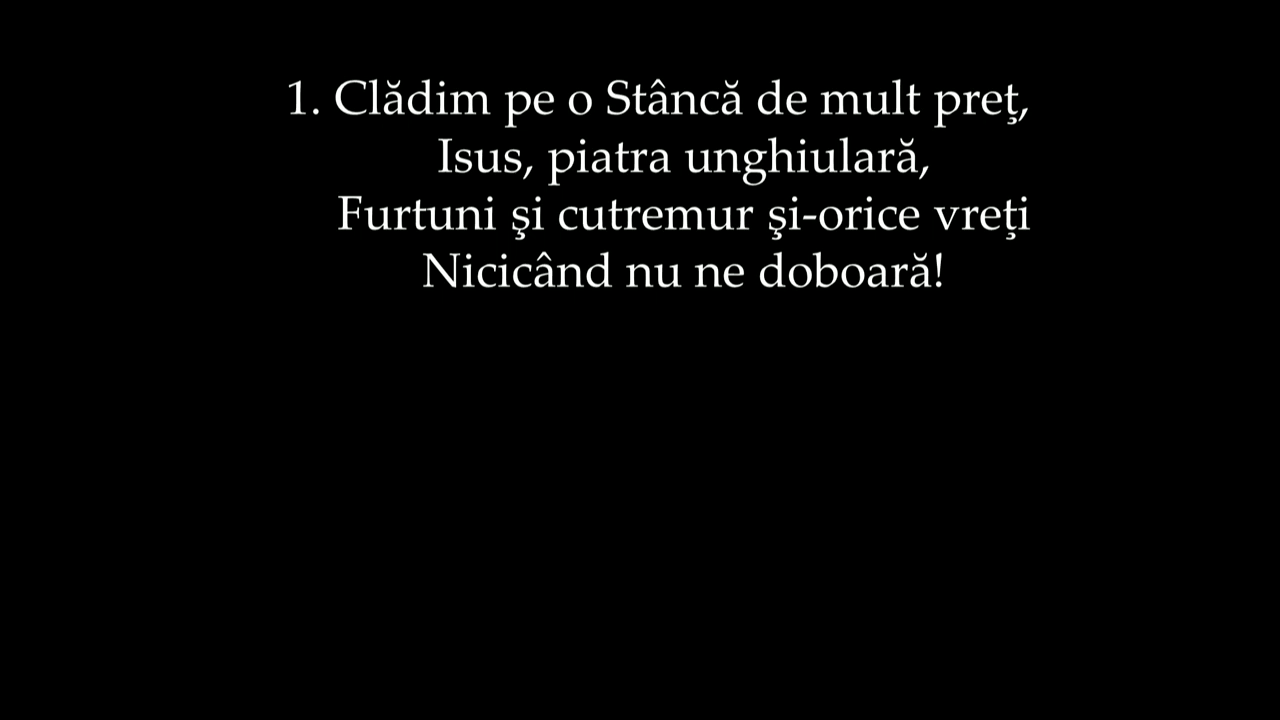 1. Clădim pe o Stâncă de mult preţ,
Isus, piatra unghiulară,
Furtuni şi cutremur şi-orice vreţi
Nicicând nu ne doboară!